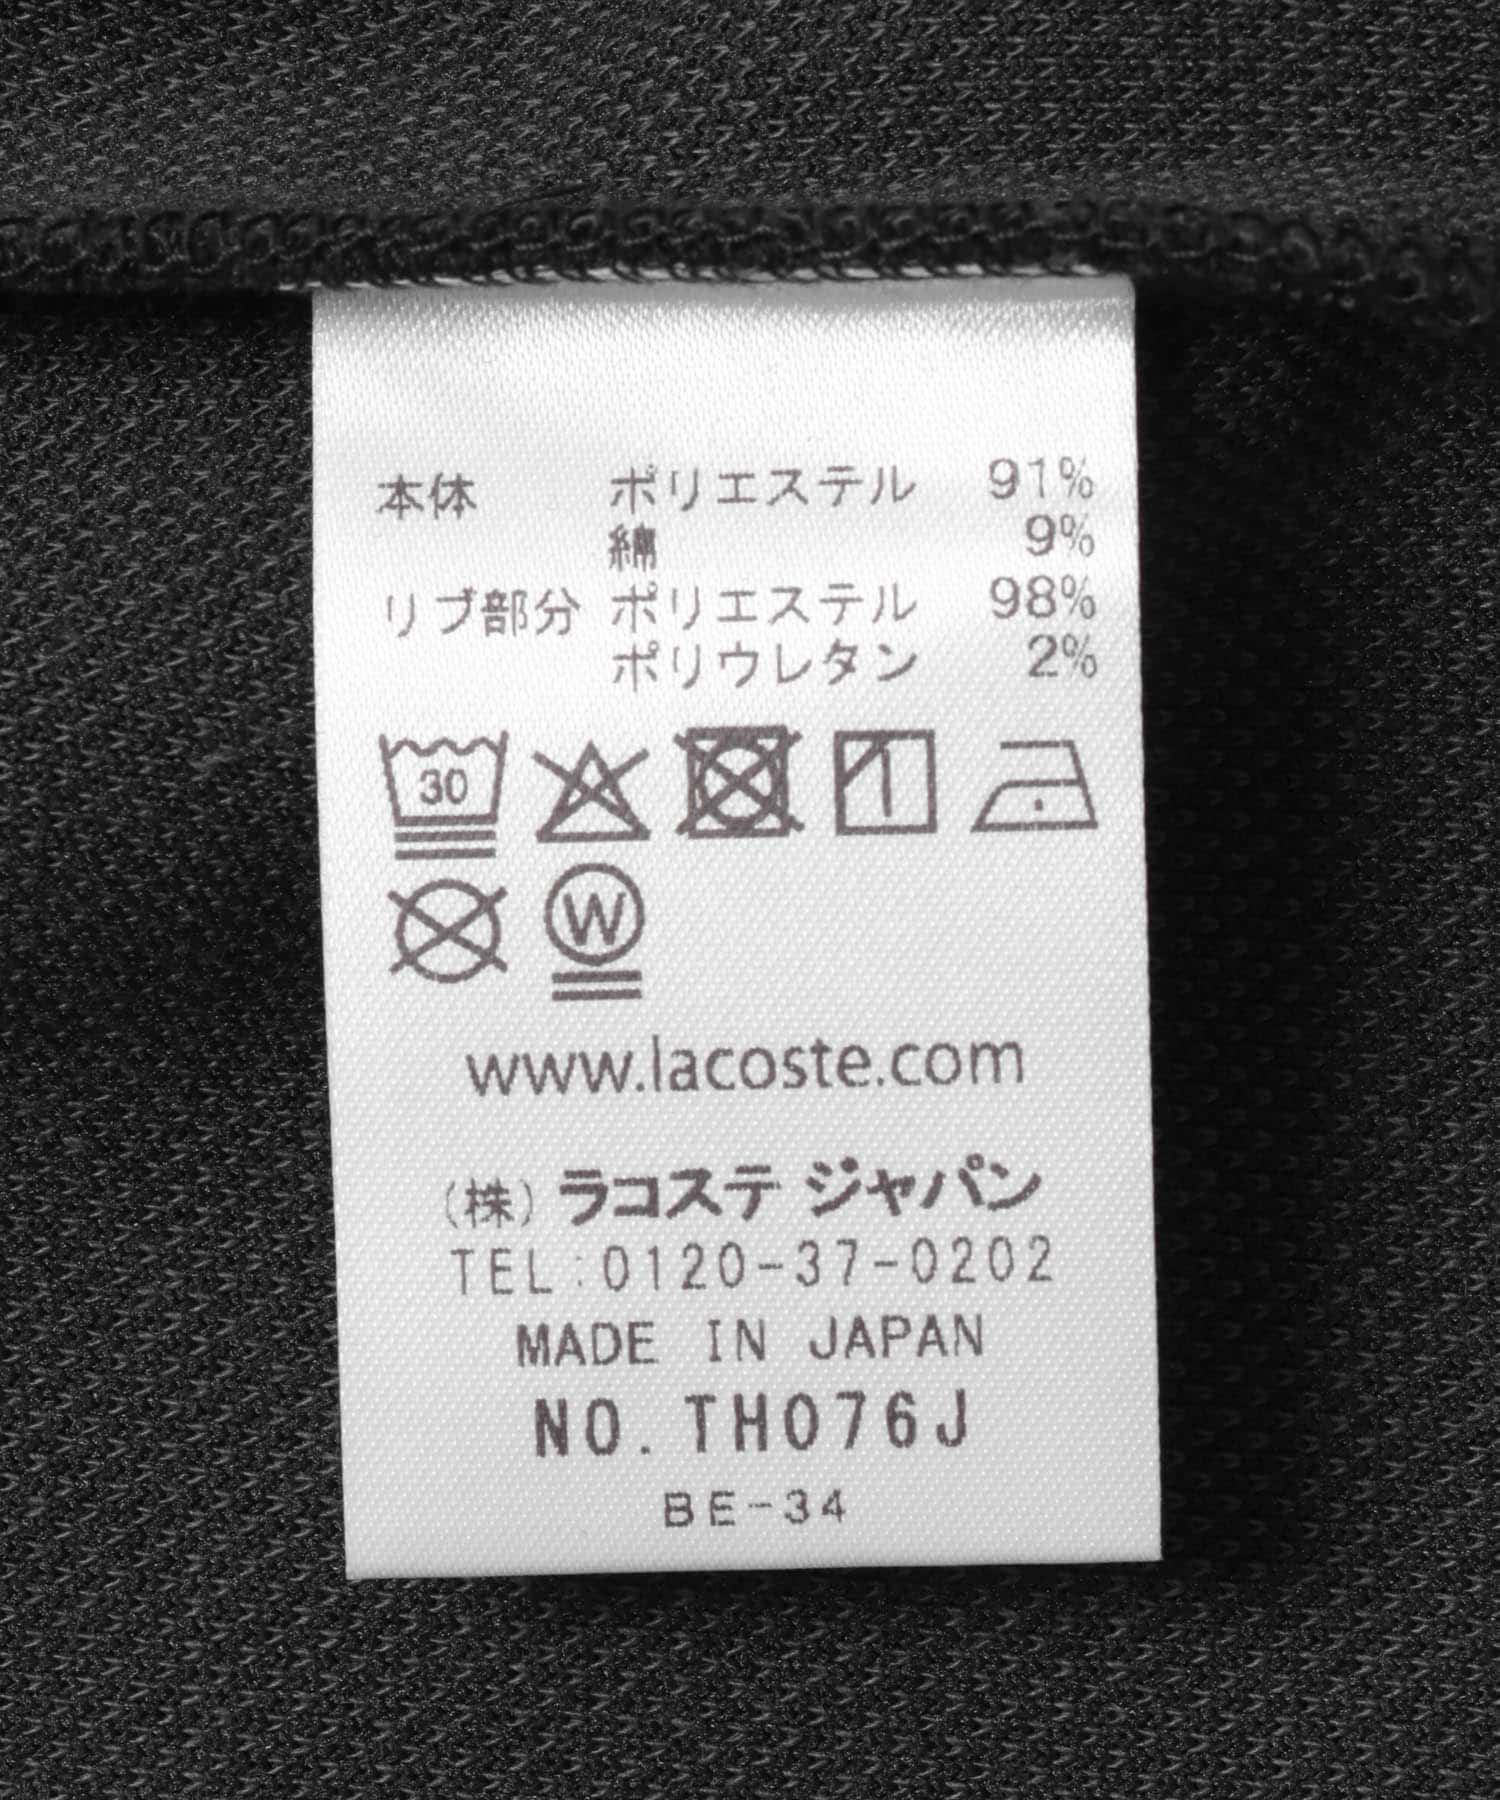 本体 ポリエステル 91%
綿 9%
リブ部分 ポリエステル 98%
ポリウレタン 2%
30
W
www.lacoste.com
(株) ラコステ ジャパン
TEL:0120-37-0202
MADE IN JAPAN
NO.TH076J
BE-34